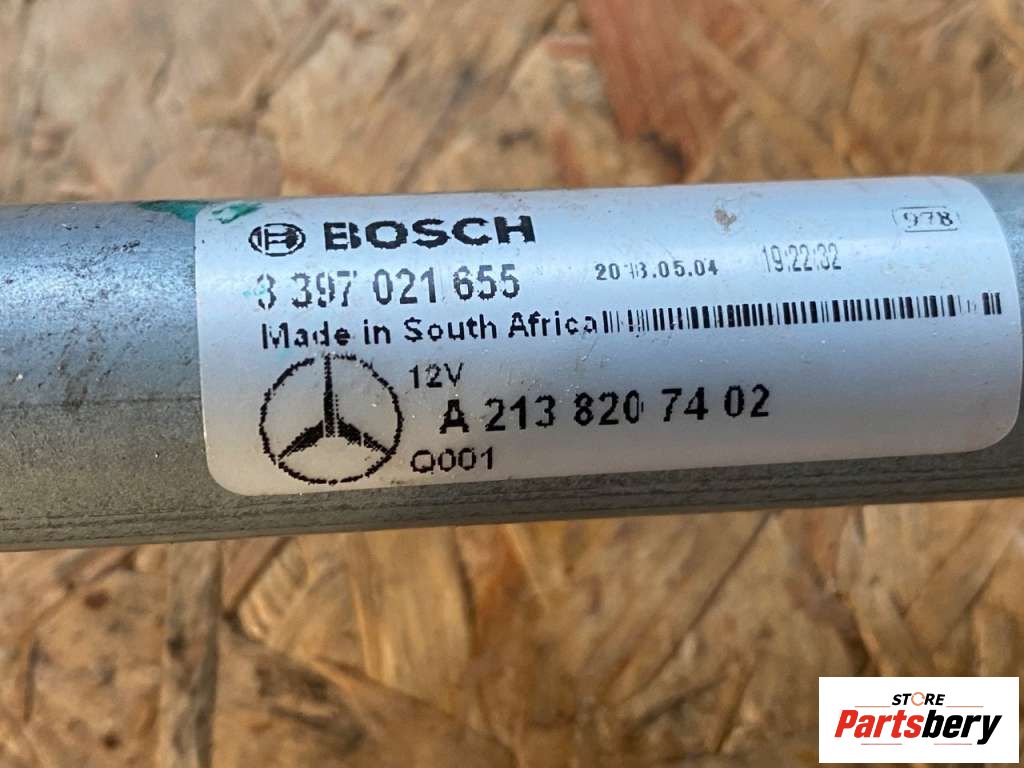 BOSCH
3 397 021 655
2018.05.04
19:22:32
978
Made in South Africa
12V
A 213 820 74 02
Q001
STORE
Partsbery